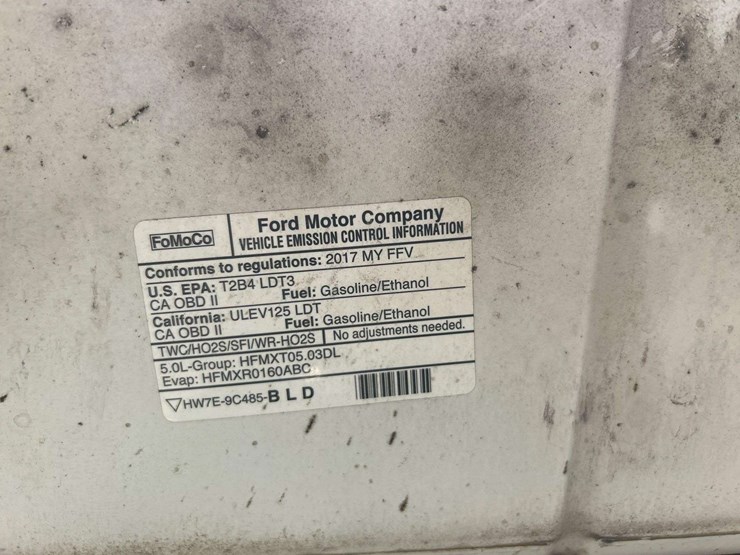 FoMoCo
Ford Motor Company
VEHICLE EMISSION CONTROL INFORMATION
Conforms to regulations: 2017 MY FFV
U.S. EPA: T2B4 LDT3
CA OBD II Fuel: Gasoline/Ethanol
California: ULEV125 LDT
CA OBD II Fuel: Gasoline/Ethanol
TWC/HO2S/SFI/WR-HO2S No adjustments needed.
5.0L-Group: HFMXT05.03DL
Evap: HFMXR0160ABC
HW7E-9C485-B L D